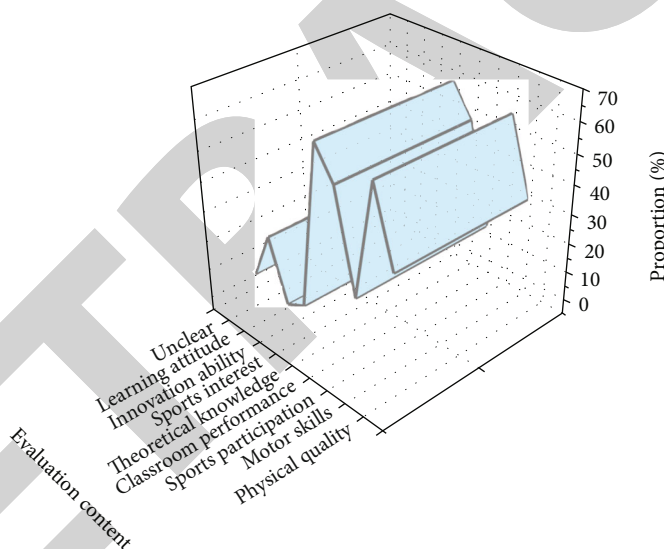 70
60
50
40
30
20
10
0
Proportion (%)
Unclear
Learning attitude
Innovation ability
Sports interest
Theoretical knowledge
Classroom performance
Sports participation
Motor skills
Physical quality
Evaluation content